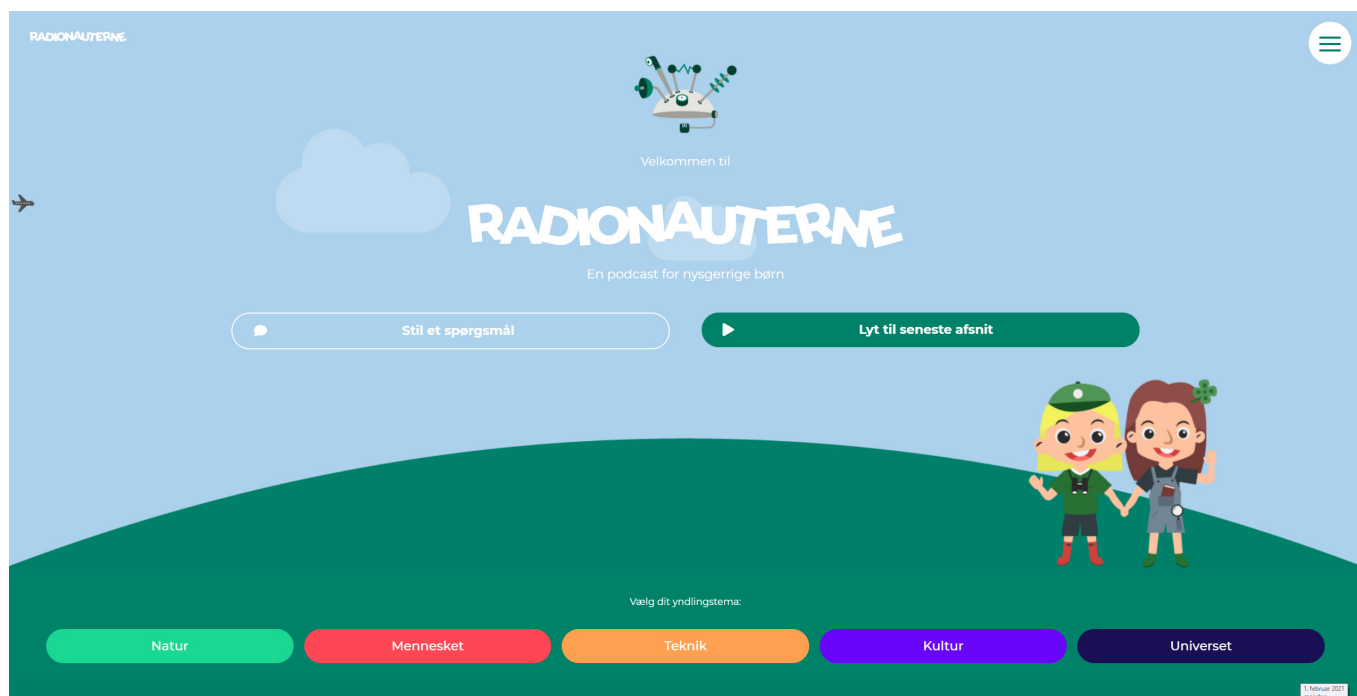 RADIONAUTERNE
Velkommen til
RADIONAUTERNE
En podcast for nysgerrige børn
Stil et spørgsmål
Lyt til seneste afsnit
Vælg dit yndlingstema:
Natur
Mennesket
Teknik
Kultur
Universet
1. februar 2021